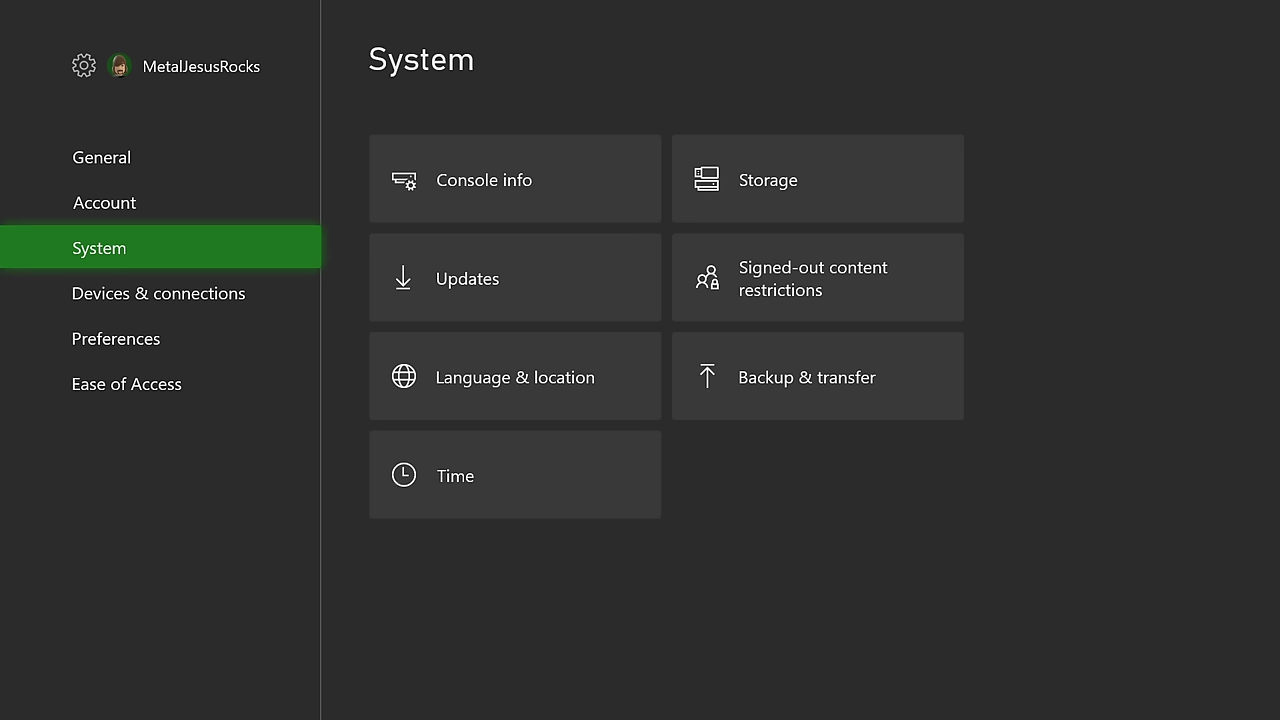 MetalJesusRocks
General
Account
System
Devices & connections
Preferences
Ease of Access
System
Console info
Storage
Updates
Signed-out content
restrictions
Language & location
Backup & transfer
Time